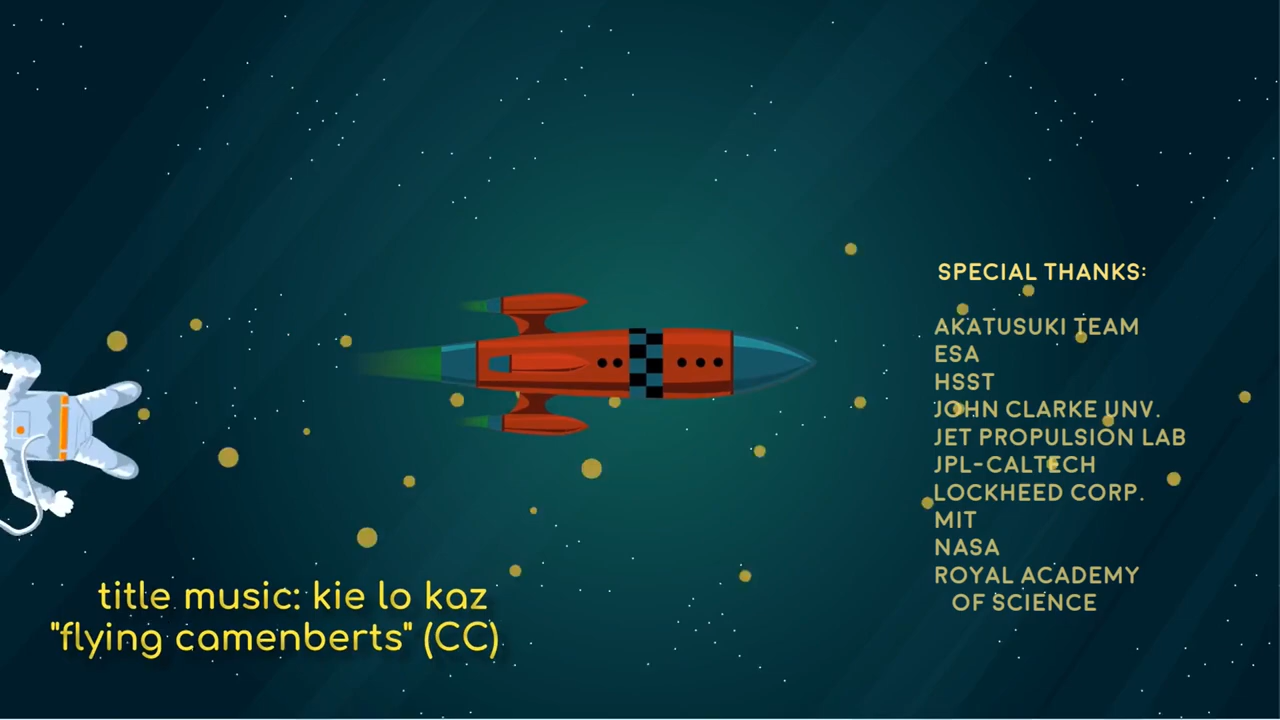 title music: kie lo kaz
"flying camenberts" (CC)
SPECIAL THANKS:
AKATUSUKI TEAM
ESA
HSST
JOHN CLARKE UNV.
JET PROPULSION LAB
JPL-CALTECH
LOCKHEED CORP.
MIT
NASA
ROYAL ACADEMY
OF SCIENCE